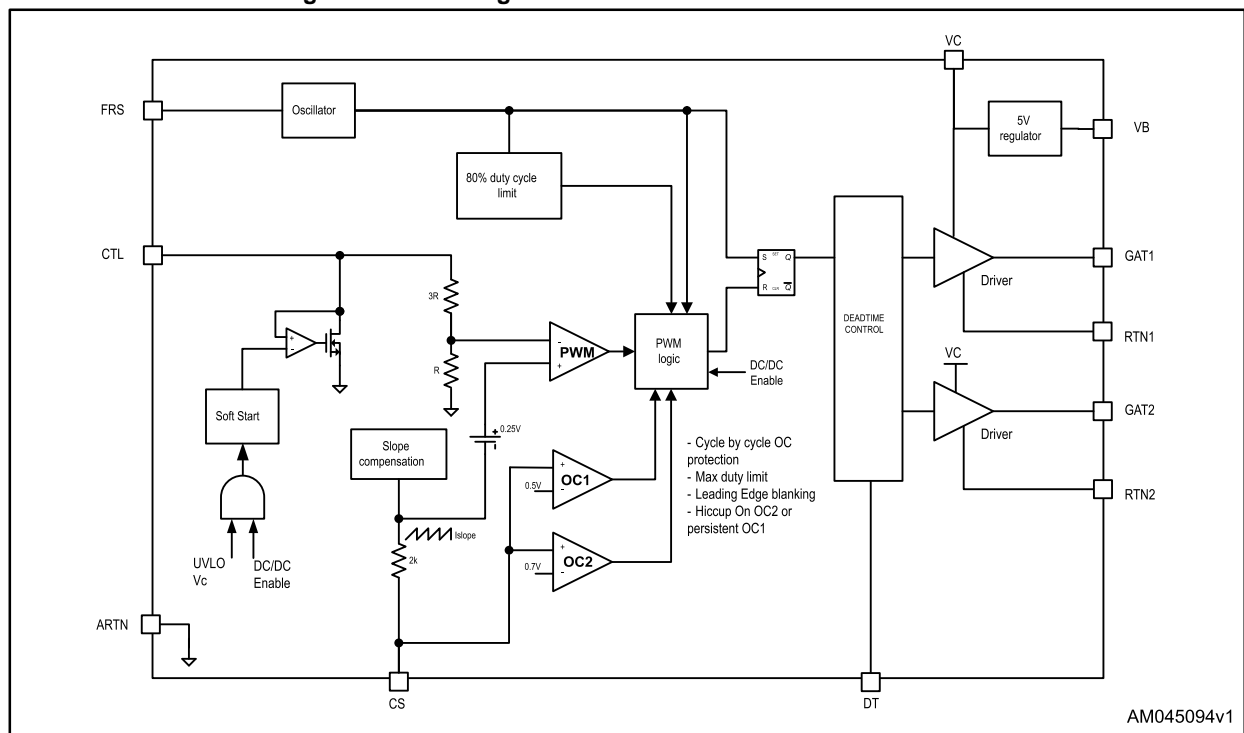 VC
FRS
Oscillator
5V
regulator
VB
80% duty cycle
limit
CTL
3R
S
SET
Q
R
CLR
Q
GAT1
Driver
DEADTIME
CONTROL
RTN1
+
-
-
+
PWM
PWM
logic
DC/DC
Enable
R
VC
GAT2
Driver
RTN2
Soft Start
Slope
compensation
+
-
0.25V
- Cycle by cycle OC
protection
- Max duty limit
- Leading Edge blanking
- Hiccup On OC2 or
persistent OC1
+
-
OC1
0.5V
Islope
2k
+
-
OC2
0.7V
UVLO
Vc
DC/DC
Enable
ARTN
CS
DT
AM045094v1